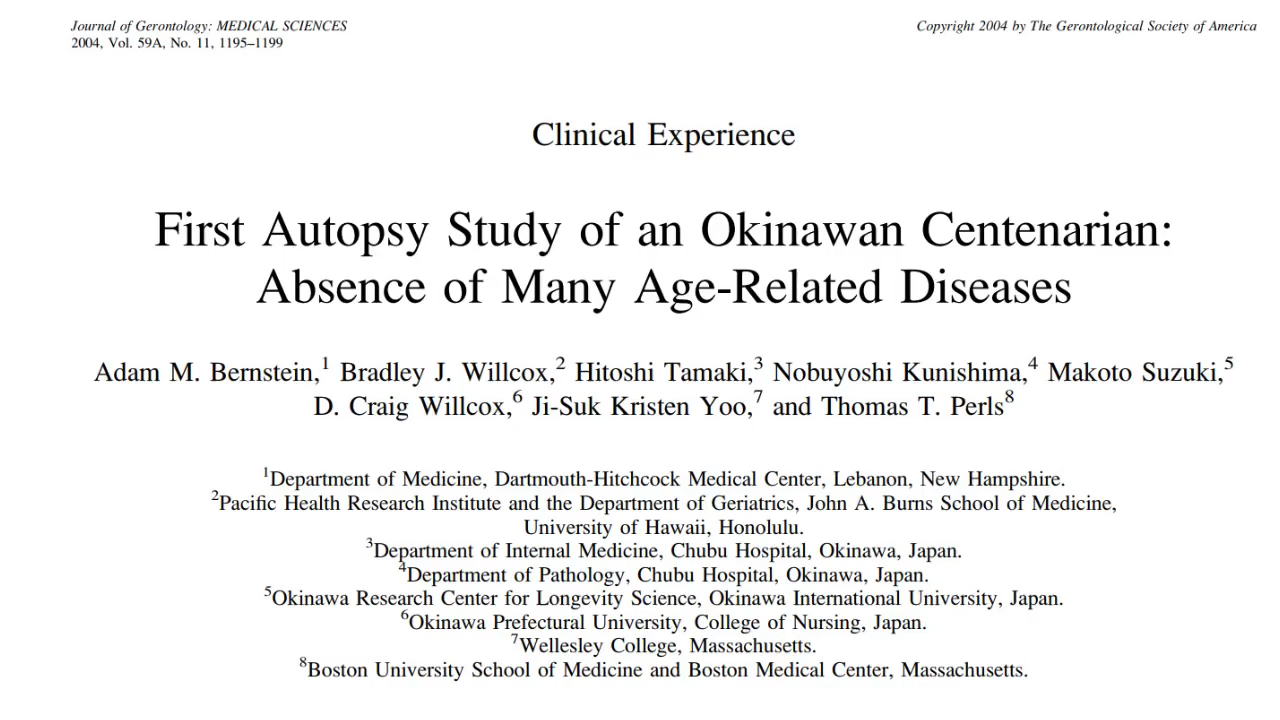 Journal of Gerontology: MEDICAL SCIENCES
2004, Vol. 59A, No. 11, 1195–1199
Copyright 2004 by The Gerontological Society of America
Clinical Experience
First Autopsy Study of an Okinawan Centenarian:
Absence of Many Age-Related Diseases
Adam M. Bernstein,1 Bradley J. Willcox,2 Hitoshi Tamaki,3 Nobuyoshi Kunishima,4 Makoto Suzuki,5
D. Craig Willcox,6 Ji-Suk Kristen Yoo,7 and Thomas T. Perls8
1Department of Medicine, Dartmouth-Hitchcock Medical Center, Lebanon, New Hampshire.
2Pacific Health Research Institute and the Department of Geriatrics, John A. Burns School of Medicine,
University of Hawaii, Honolulu.
3Department of Internal Medicine, Chubu Hospital, Okinawa, Japan.
4Department of Pathology, Chubu Hospital, Okinawa, Japan.
5Okinawa Research Center for Longevity Science, Okinawa International University, Japan.
6Okinawa Prefectural University, College of Nursing, Japan.
7Wellesley College, Massachusetts.
8Boston University School of Medicine and Boston Medical Center, Massachusetts.